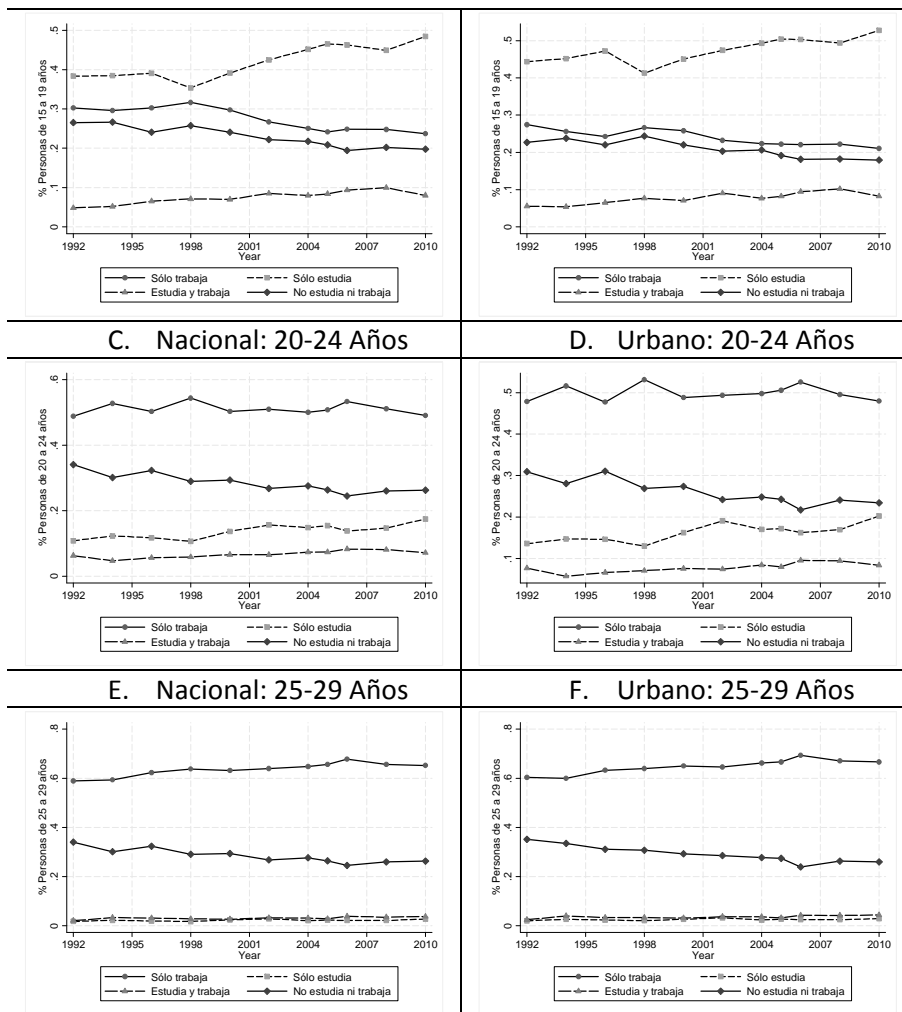 % Personas de 15 a 19 años
.5
.4
.3
.2
.1
0
1992 1995 1998 2001 2004 2007 2010
Year
Sólo trabaja Sólo estudia
Estudia y trabaja No estudia ni trabaja
% Personas de 15 a 19 años
.5
.4
.3
.2
.1
0
1992 1995 1998 2001 2004 2007 2010
Year
Sólo trabaja Sólo estudia
Estudia y trabaja No estudia ni trabaja
C. Nacional: 20-24 Años
D. Urbano: 20-24 Años
% Personas de 20 a 24 años
.6
.4
.2
0
1992 1995 1998 2001 2004 2007 2010
Year
Sólo trabaja Sólo estudia
Estudia y trabaja No estudia ni trabaja
% Personas de 20 a 24 años
.5
.4
.3
.2
.1
1992 1995 1998 2001 2004 2007 2010
Year
Sólo trabaja Sólo estudia
Estudia y trabaja No estudia ni trabaja
E. Nacional: 25-29 Años
F. Urbano: 25-29 Años
% Personas de 25 a 29 años
.8
.6
.4
.2
0
1992 1995 1998 2001 2004 2007 2010
Year
Sólo trabaja Sólo estudia
Estudia y trabaja No estudia ni trabaja
% Personas de 25 a 29 años
.8
.6
.4
.2
0
1992 1995 1998 2001 2004 2007 2010
Year
Sólo trabaja Sólo estudia
Estudia y trabaja No estudia ni trabaja